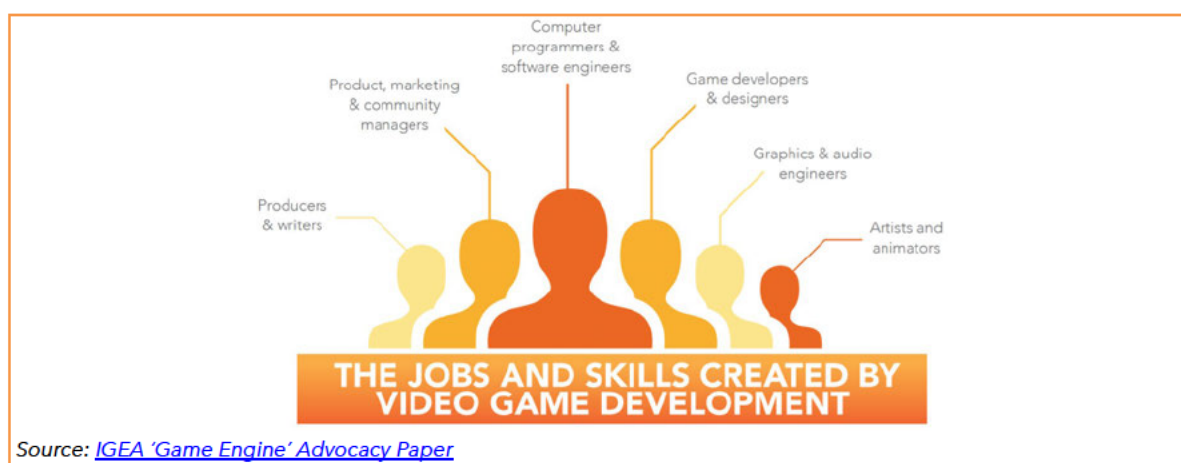 Computer
programmers &
software engineers
Product, marketing
& community
managers
Game developers
& designers
Graphics & audio
engineers
Producers
& writers
Artists and
animators
THE JOBS AND SKILLS CREATED BY
VIDEO GAME DEVELOPMENT
Source: IGEA ‘Game Engine’ Advocacy Paper